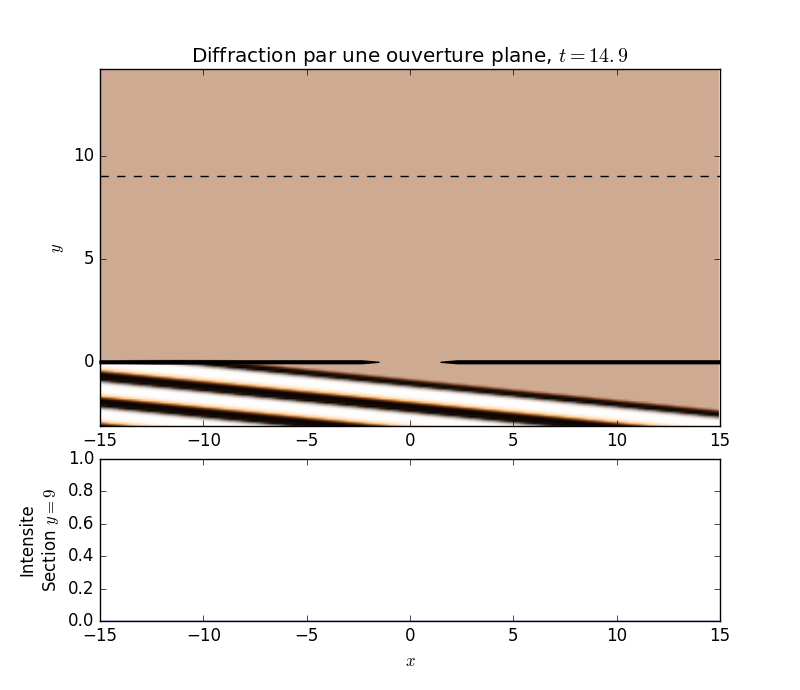 Diffraction par une ouverture plane, t = 14.9
10
5
0
y
−15 −10 −5 0 5 10 15
1.0
0.8
0.6
0.4
0.2
0.0
Intensite
Section y = 9
−15 −10 −5 0 5 10 15
x